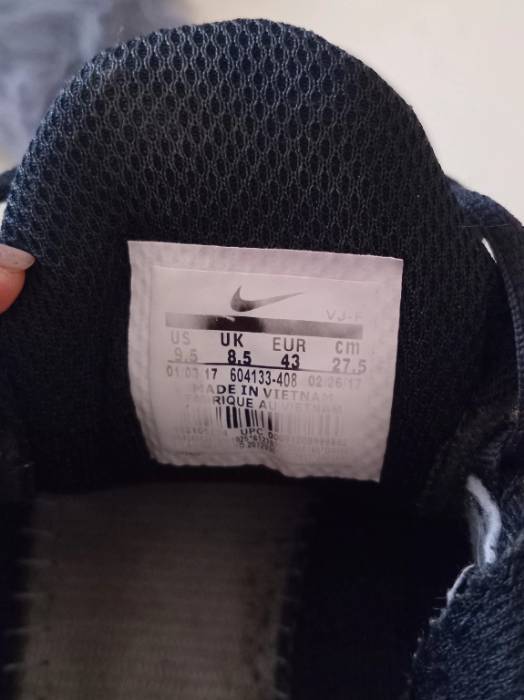 VJ-F
US UK EUR cm
9.5 8.5 43 27.5
01/03/17 604133-408 02/26/17
MADE IN VIETNAM
FABRIQUE AU VIETNAM
UPC